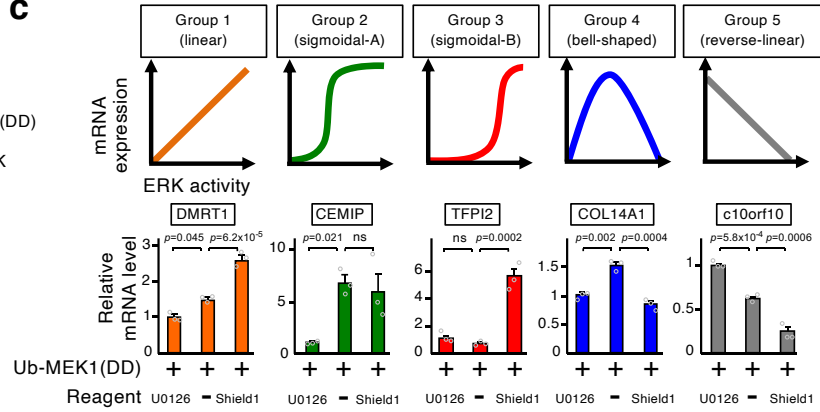 c
Group 1
(linear)
Group 2
(sigmoidal-A)
Group 3
(sigmoidal-B)
Group 4
(bell-shaped)
Group 5
(reverse-linear)
(DD)
K
mRNA
expression
ERK activity
DMRT1
CEMIP
TFPI2
COL14A1
c10orf10
p=0.045 p=6.2x10-5
p=0.021 ns
ns p=0.0002
p=0.002 p=0.0004
p=5.8x10-4 p=0.0006
Relative
mRNA level
3
2
1
0
10
5
0
6
4
2
0
1.5
1
0.5
0
1
0.5
0
Ub-MEK1(DD) + + + + + + + + + + + + + + +
Reagent U0126 - Shield1 U0126 - Shield1 U0126 - Shield1 U0126 - Shield1 U0126 - Shield1